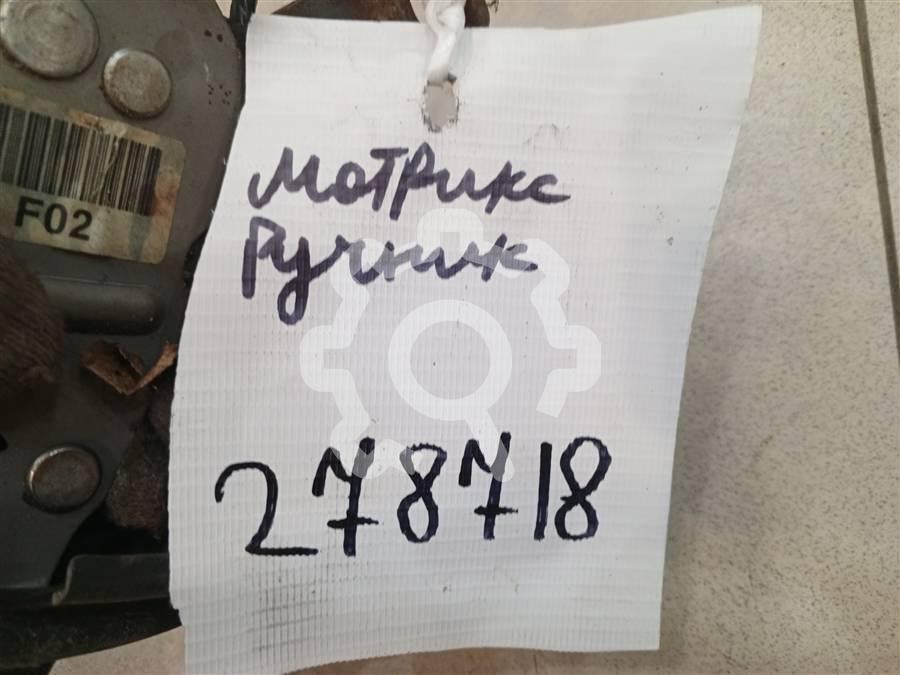 F02
Мотрикс
Ручник
278718